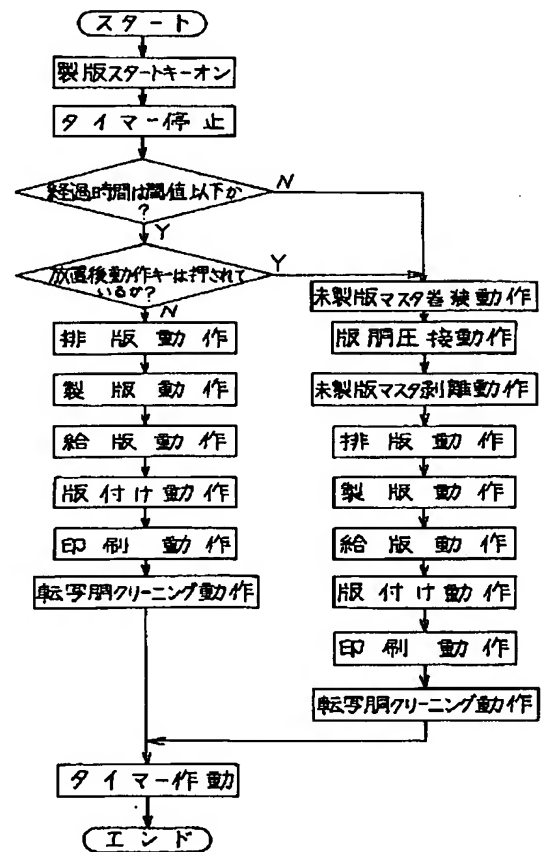 スタート
製版スタートキーオン
タイマー停止
経過時間は閾値以下か
?
N
Y
放置後動作キーは押されて
いるか?
Y
N
排版動作
製版動作
給版動作
版付け動作
印刷動作
転写胴クリーニング動作
未製版マスタ巻装動作
版胴圧接動作
未製版マスタ剥離動作
排版動作
製版動作
給版動作
版付け動作
印刷動作
転写胴クリーニング動作
タイマー作動
エンド